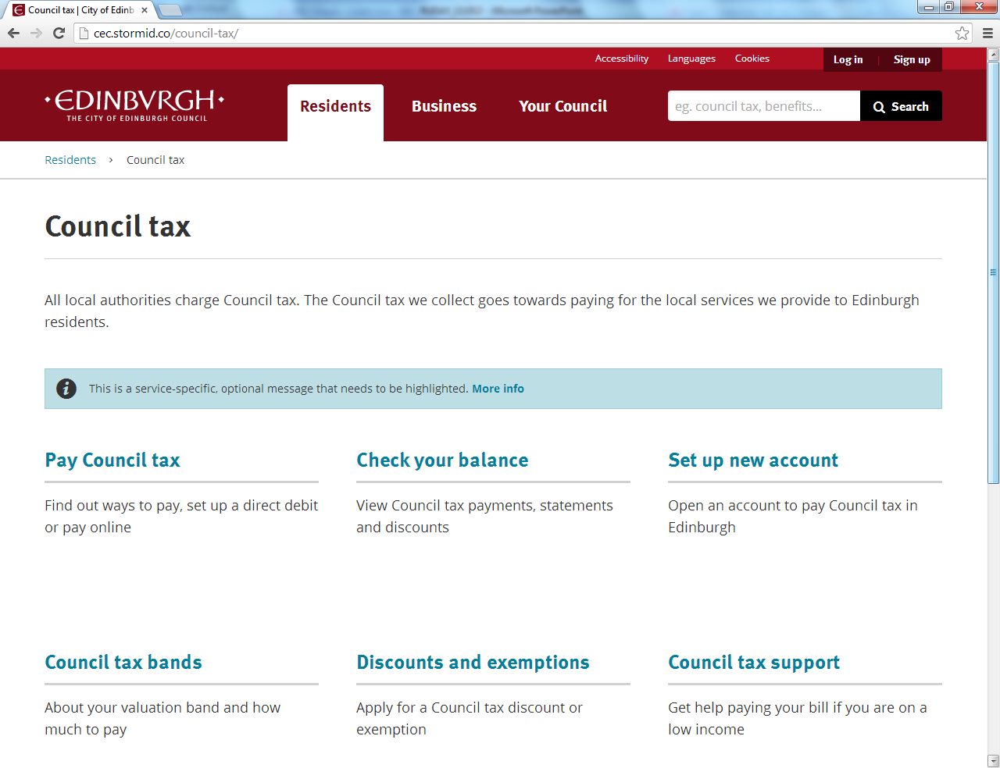 Council tax | City of Edinb
cec.stormid.co/council-tax/
Accessibility Languages Cookies Log in | Sign up
EDINBVRGH
THE CITY OF EDINBURGH COUNCIL
Residents Business Your Council eg. council tax, benefits... Search
Residents › Council tax
Council tax
All local authorities charge Council tax. The Council tax we collect goes towards paying for the local services we provide to Edinburgh
residents.
This is a service-specific, optional message that needs to be highlighted. More info
Pay Council tax
Find out ways to pay, set up a direct debit
or pay online
Check your balance
View Council tax payments, statements
and discounts
Set up new account
Open an account to pay Council tax in
Edinburgh
Council tax bands
About your valuation band and how
much to pay
Discounts and exemptions
Apply for a Council tax discount or
exemption
Council tax support
Get help paying your bill if you are on a
low income